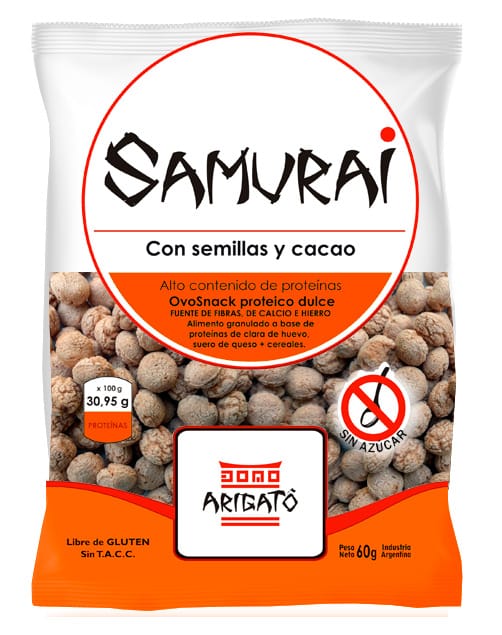 SAMURAI
Con semillas y cacao
Alto contenido de proteínas
OvoSnack proteico dulce
FUENTE DE FIBRAS, DE CALCIO E HIERRO
Alimento granulado a base de
proteínas de clara de huevo,
suero de queso + cereales.
x 100g
30,95 g
PROTEÍNAS
SIN AZUCAR
DOMO
ARIGATÔ
Libre de GLUTEN
Sin T.A.C.C.
Peso
Neto 60g
Industria
Argentina